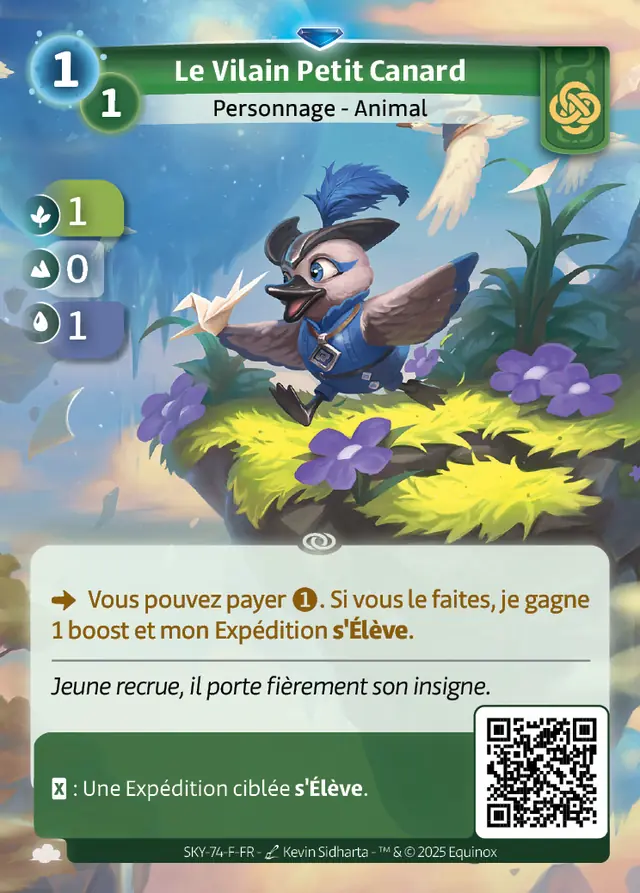 1
Le Vilain Petit Canard
1
Personnage - Animal
1
0
1
Vous pouvez payer 1. Si vous le faites, je gagne
1 boost et mon Expédition s'Élève.
Jeune recrue, il porte fièrement son insigne.
X : Une Expédition ciblée s'Élève.
SKY-74-F-FR - Kevin Sidharta - ™ & © 2025 Equinox